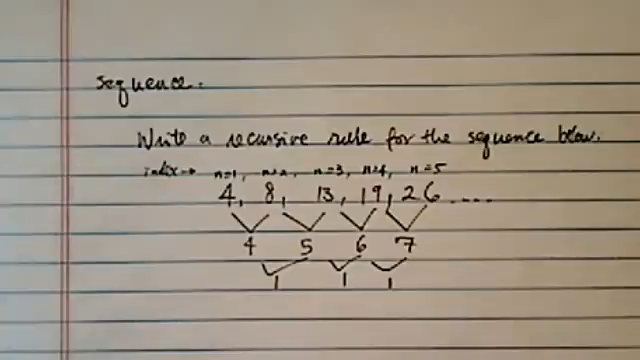 Sequence.
Write a recursive rule for the sequence below.
index→ n=1, n=2, n=3, n=4, n=5
4, 8, 13, 19, 26 ....
4 5 6 7
1 1 1